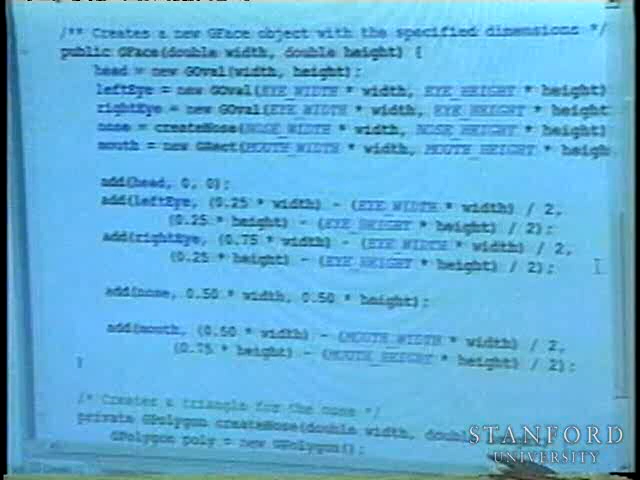 /** Creates a new GFace object with the specified dimensions */
public GFace(double width, double height) {
head = new GOval(width, height);
leftEye = new GOval(EYE_WIDTH * width, EYE_HEIGHT * height)
rightEye = new GOval(EYE_WIDTH * width, EYE_HEIGHT * height)
nose = createNose(NOSE_WIDTH * width, NOSE_HEIGHT * height)
mouth = new GRect(MOUTH_WIDTH * width, MOUTH_HEIGHT * heigh
add(head, 0, 0);
add(leftEye, (0.25 * width) - (EYE_WIDTH * width) / 2,
(0.25 * height) - (EYE_HEIGHT * height) / 2);
add(rightEye, (0.75 * width) - (EYE_WIDTH * width) / 2,
(0.25 * height) - (EYE_HEIGHT * height) / 2);
add(nose, 0.50 * width, 0.50 * height);
add(mouth, (0.50 * width) - (MOUTH_WIDTH * width) / 2,
(0.75 * height) - (MOUTH_HEIGHT * height) / 2);
}
/* Creates a triangle for the nose */
private GPolygon createNose(double width, double
GPolygon poly = new GPolygon();
STANFORD
UNIVERSITY